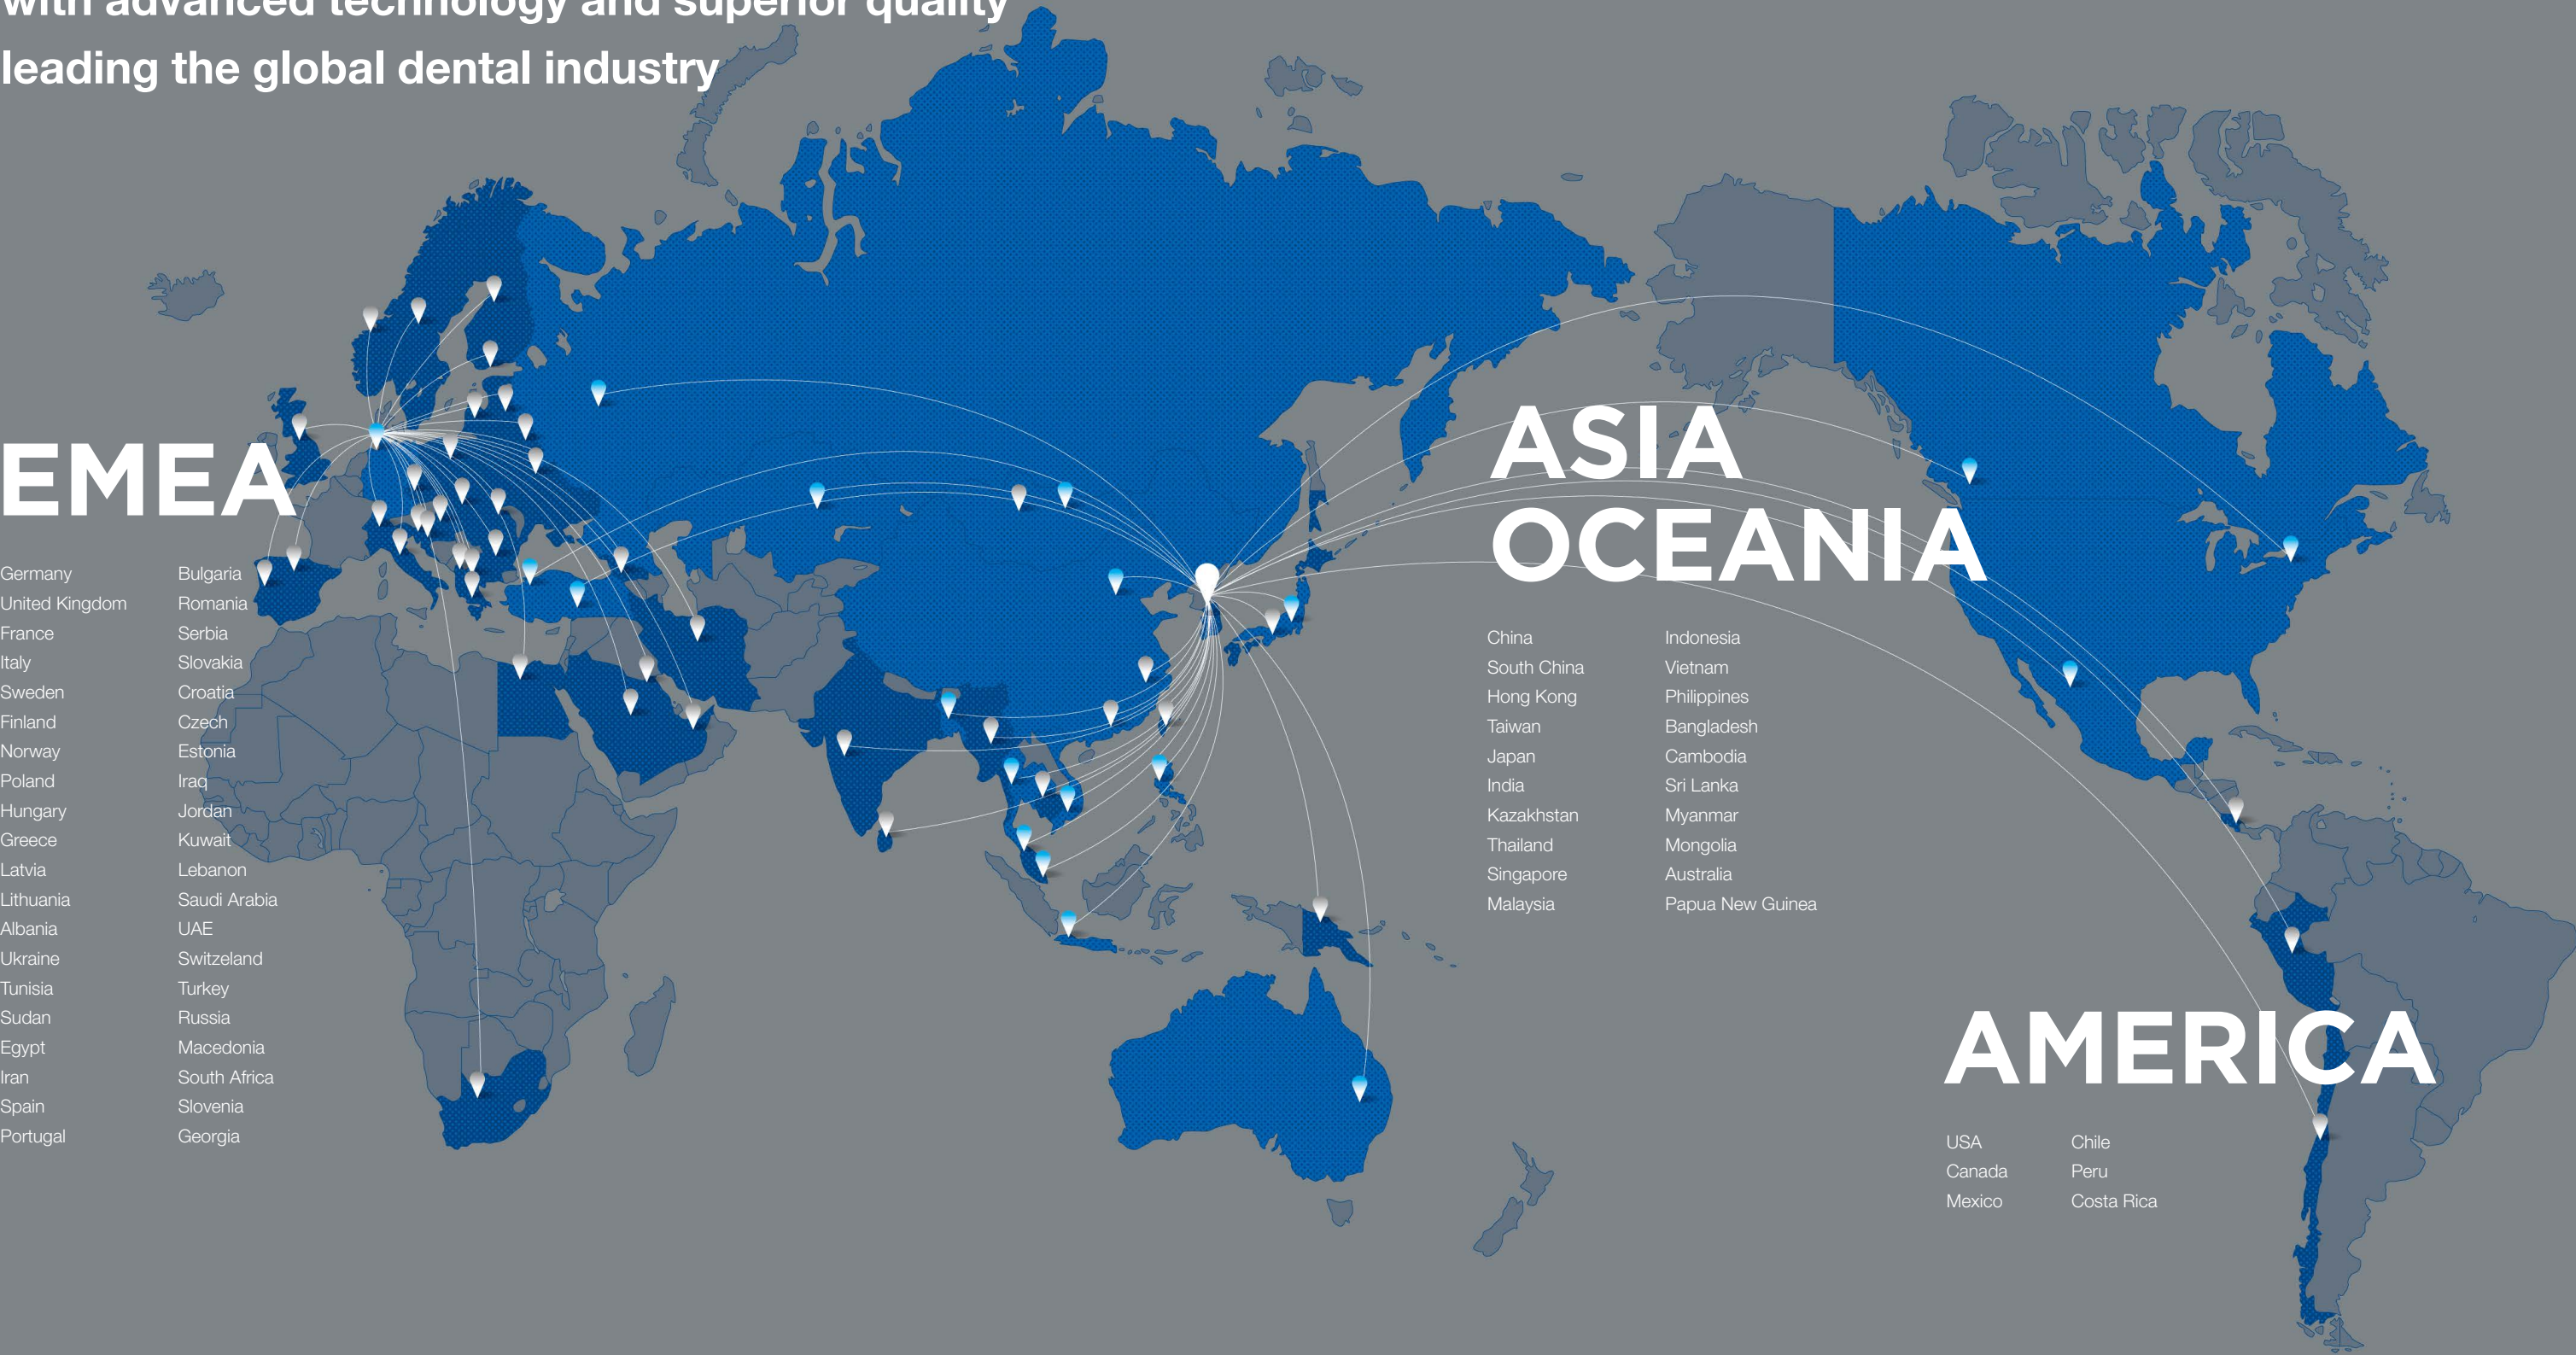 with advanced technology and superior quality
leading the global dental industry
EMEA
Germany
United Kingdom
France
Italy
Sweden
Finland
Norway
Poland
Hungary
Greece
Latvia
Lithuania
Albania
Ukraine
Tunisia
Sudan
Egypt
Iran
Spain
Portugal
Bulgaria
Romania
Serbia
Slovakia
Croatia
Czech
Estonia
Iraq
Jordan
Kuwait
Lebanon
Saudi Arabia
UAE
Switzeland
Turkey
Russia
Macedonia
South Africa
Slovenia
Georgia
ASIA
OCEANIA
China
South China
Hong Kong
Taiwan
Japan
India
Kazakhstan
Thailand
Singapore
Malaysia
Indonesia
Vietnam
Philippines
Bangladesh
Cambodia
Sri Lanka
Myanmar
Mongolia
Australia
Papua New Guinea
AMERICA
USA
Canada
Mexico
Chile
Peru
Costa Rica